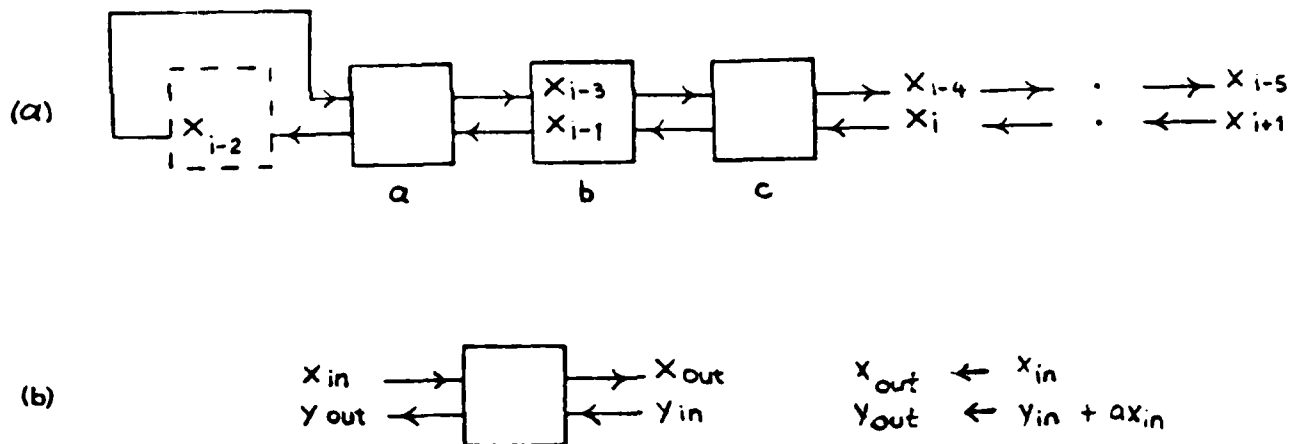 (a)
X i-2
X i-3
X i-1
X i-4 . X i-5
X i . X i+1
a b c
(b)
X in X out X out ← X in
y out y in y out ← y in + ax in